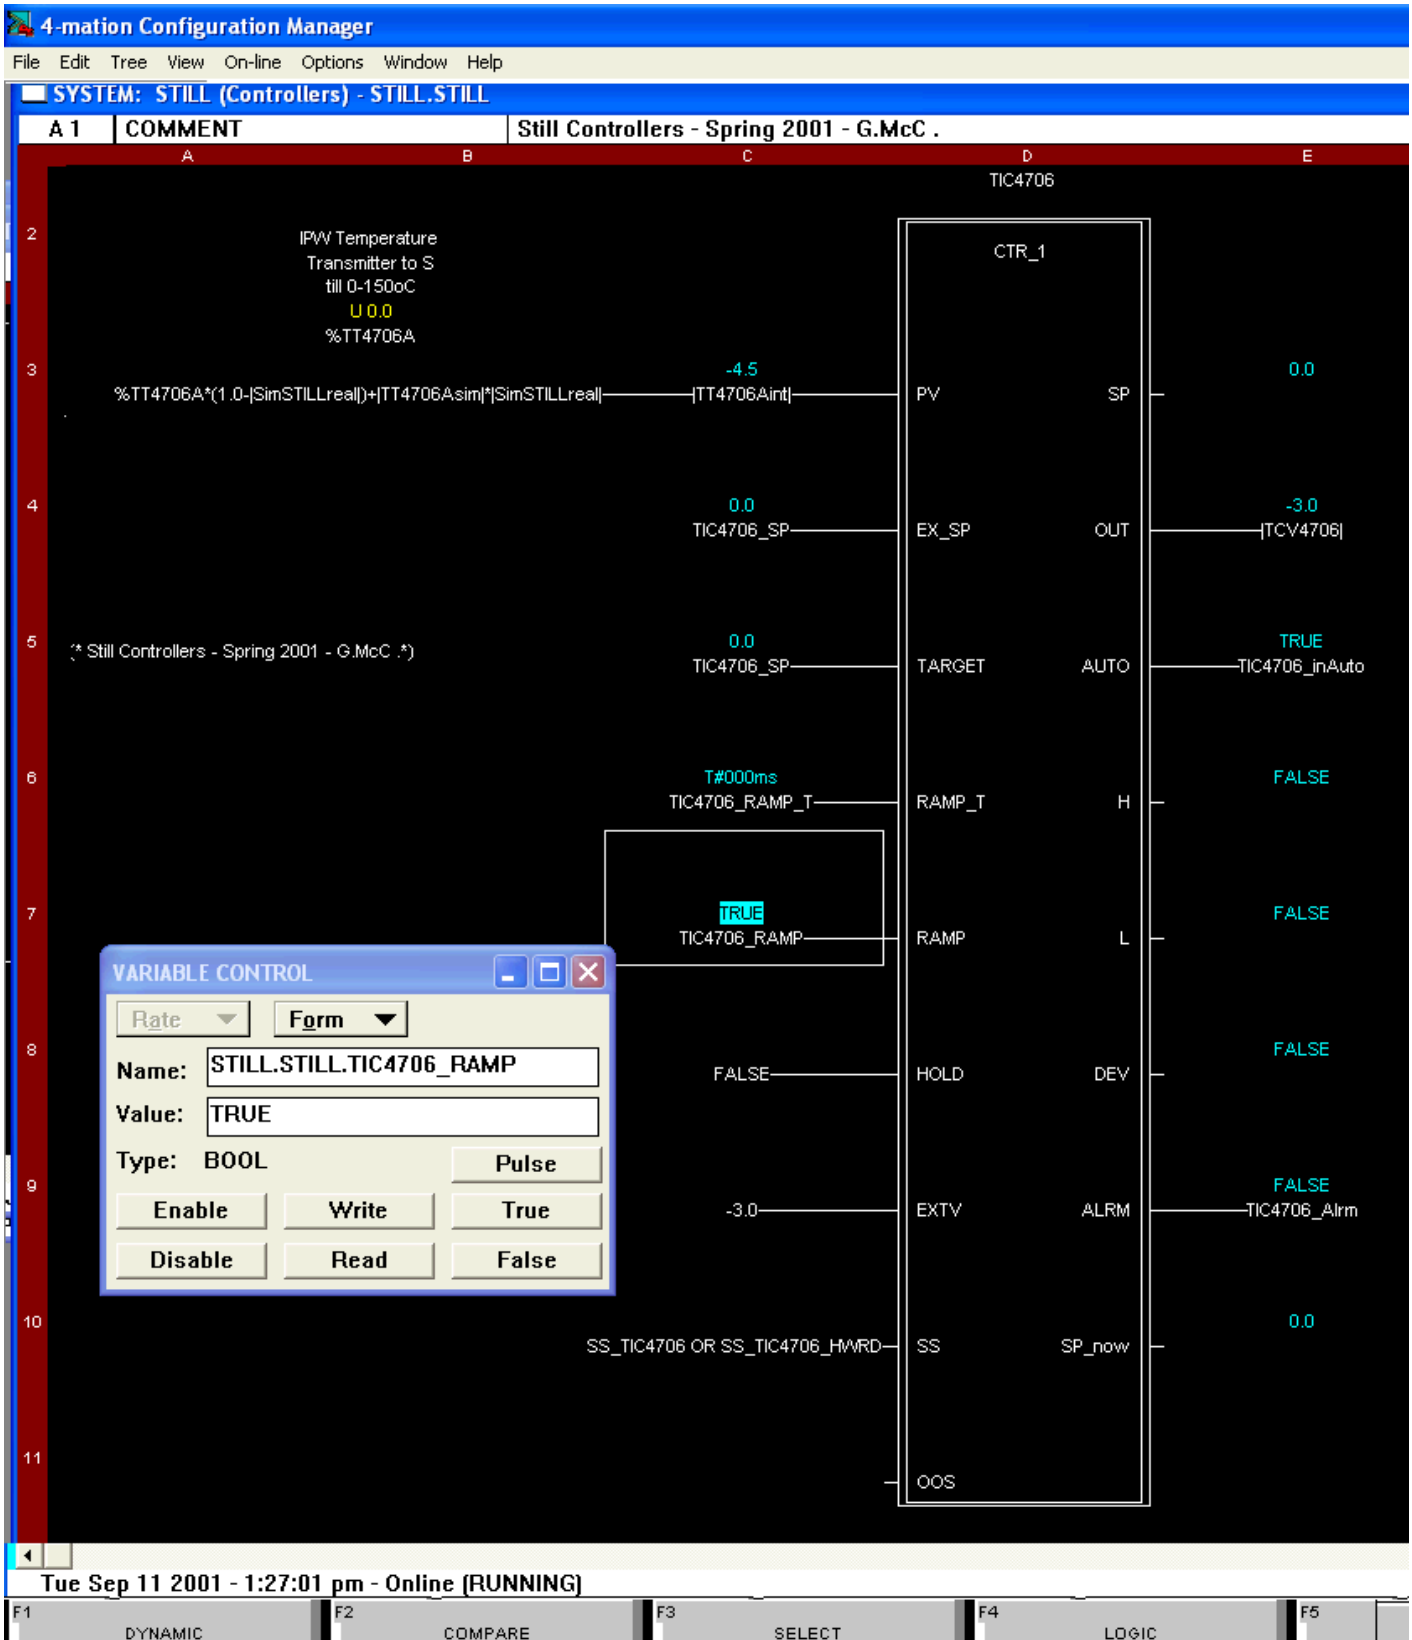 4-mation Configuration Manager
File Edit Tree View On-line Options Window Help
SYSTEM: STILL (Controllers) - STILL.STILL
A 1 COMMENT Still Controllers - Spring 2001 - G.McC .
A B C D E
TIC4706
2
IPW Temperature
Transmitter to S
till 0-150oC
U 0.0
%TT4706A
CTR_1
3 -4.5 0.0
%TT4706A*(1.0-|SimSTILLreal|)+|TT4706Asim|*|SimSTILLreal| |TT4706Aint| PV SP
4 0.0 -3.0
TIC4706_SP EX_SP OUT |TCV4706|
5 0.0 TRUE
(* Still Controllers - Spring 2001 - G.McC .*) TIC4706_SP TARGET AUTO TIC4706_inAuto
6 T#000ms FALSE
TIC4706_RAMP_T RAMP_T H
7 TRUE FALSE
TIC4706_RAMP RAMP L
VARIABLE CONTROL
Rate Form
Name: STILL.STILL.TIC4706_RAMP
Value: TRUE
Type: BOOL Pulse
Enable Write True
Disable Read False
8 FALSE
FALSE HOLD DEV
9 FALSE
-3.0 EXTV ALRM TIC4706_Alrm
10 0.0
SS_TIC4706 OR SS_TIC4706_HWRD SS SP_now
11
OOS
Tue Sep 11 2001 - 1:27:01 pm - Online (RUNNING)
F1 DYNAMIC F2 COMPARE F3 SELECT F4 LOGIC F5